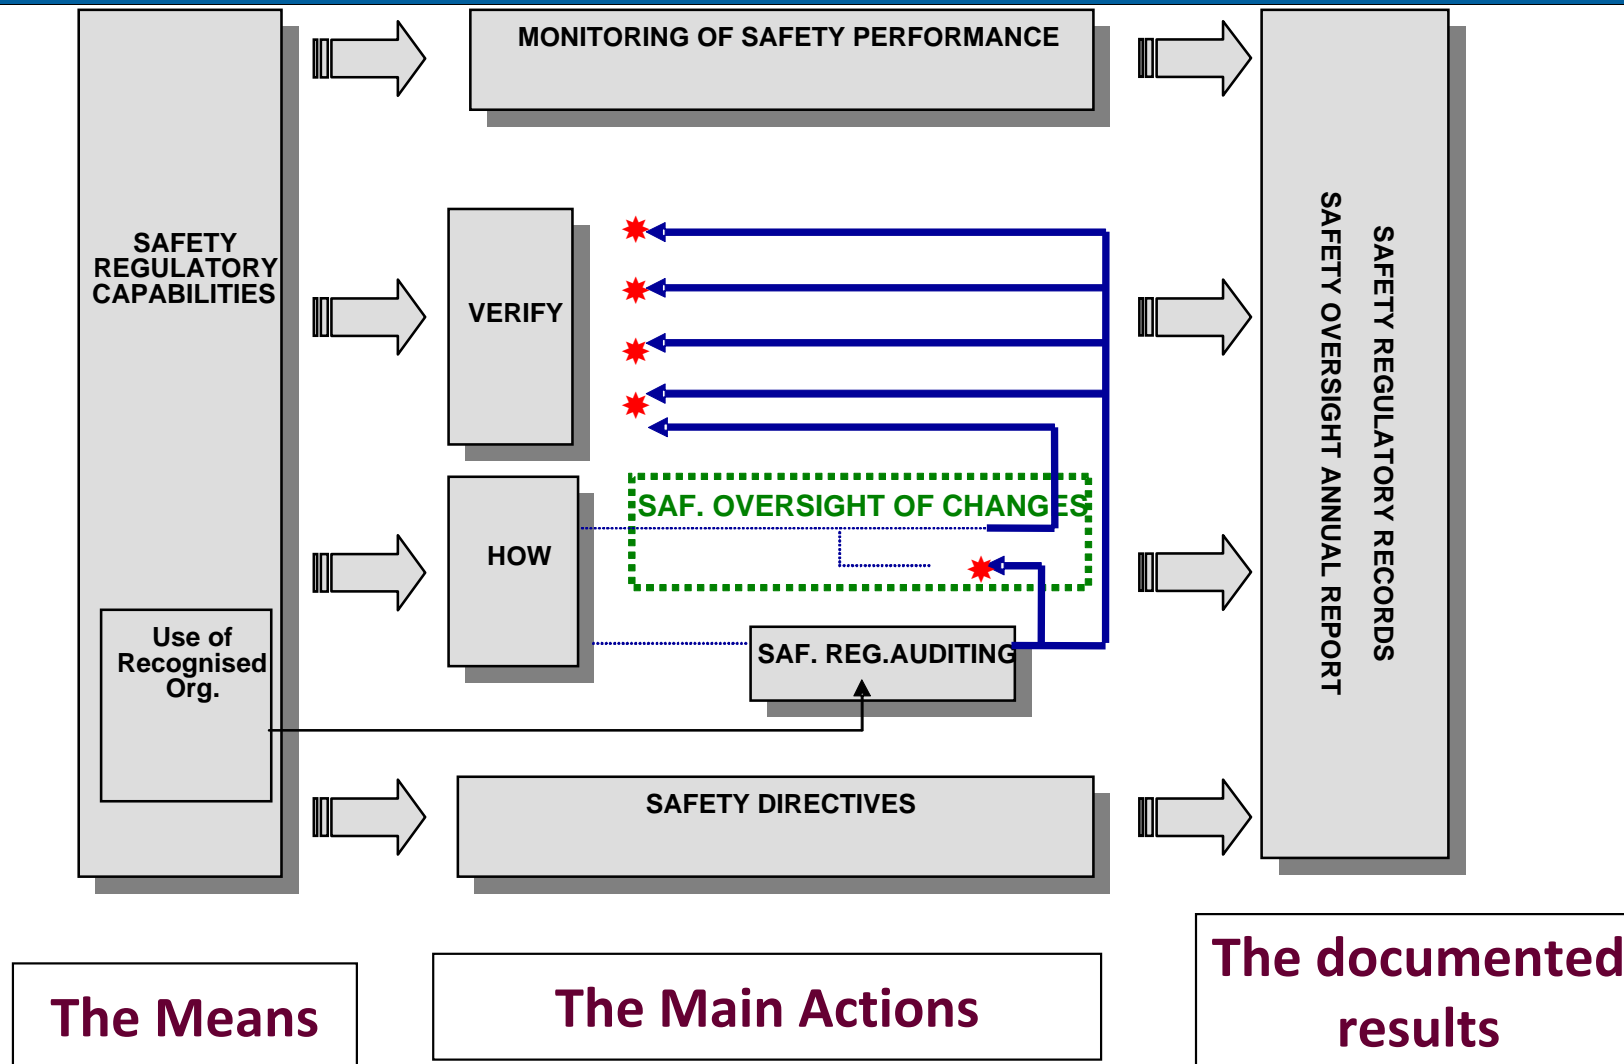 MONITORING OF SAFETY PERFORMANCE
SAFETY
REGULATORY
CAPABILITIES
VERIFY
SAF. OVERSIGHT OF CHANGES
HOW
Use of
Recognised
Org.
SAF. REG.AUDITING
SAFETY DIRECTIVES
SAFETY REGULATORY RECORDS
SAFETY OVERSIGHT ANNUAL REPORT
The Means
The Main Actions
The documented
results